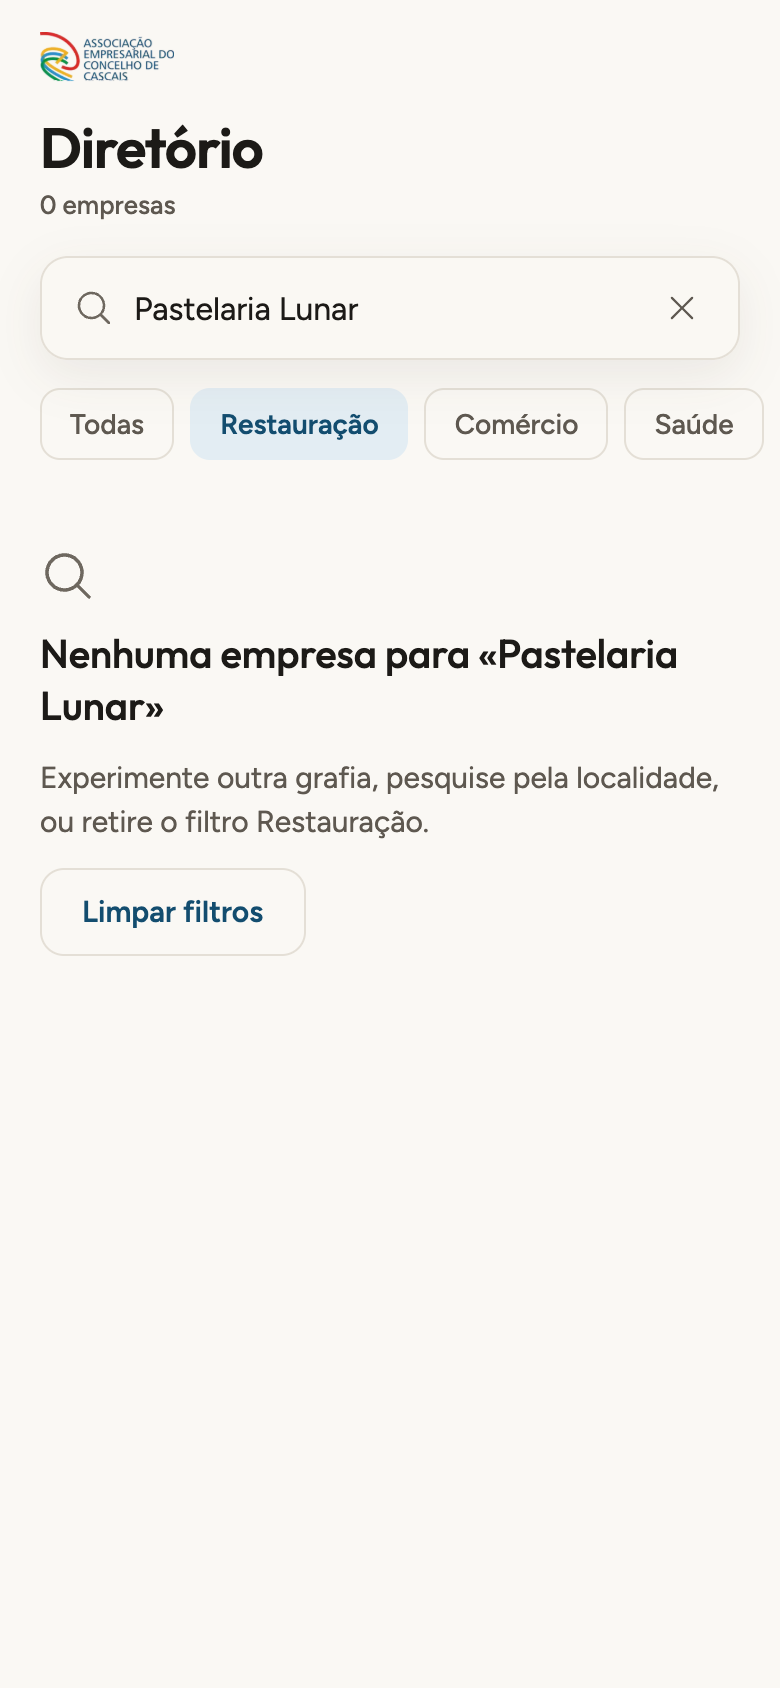 ASSOCIAÇÃO
EMPRESARIAL DO
CONCELHO DE
CASCAIS
Diretório
0 empresas
Pastelaria Lunar
Todas
Restauração
Comércio
Saúde
Nenhuma empresa para «Pastelaria
Lunar»
Experimente outra grafia, pesquise pela localidade,
ou retire o filtro Restauração.
Limpar filtros